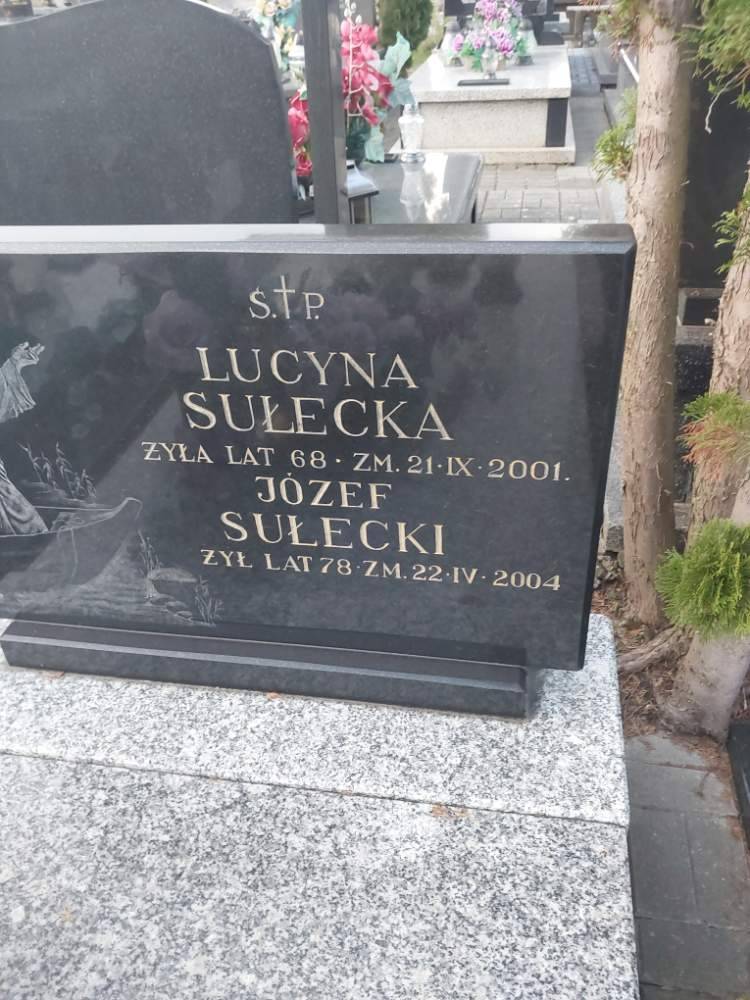 Ś.†P.
LUCYNA
SUŁECKA
ŻYŁA LAT 68 · ZM. 21·IX·2001.
JÓZEF
SUŁECKI
ŻYŁ LAT 78·ZM. 22·IV·2004